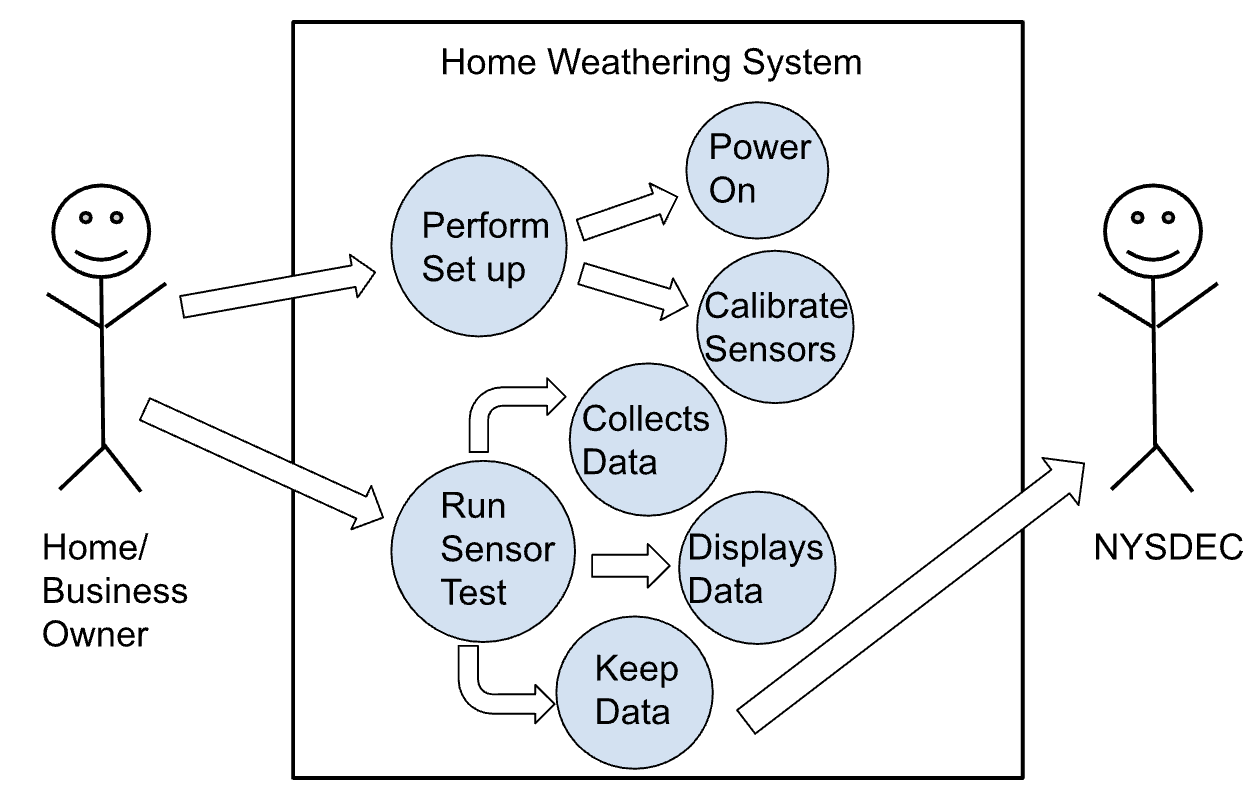 Home Weathering System
Power
On
Perform
Set up
Calibrate
Sensors
Collects
Data
Run
Sensor
Test
Displays
Data
Keep
Data
Home/
Business
Owner
NYSDEC